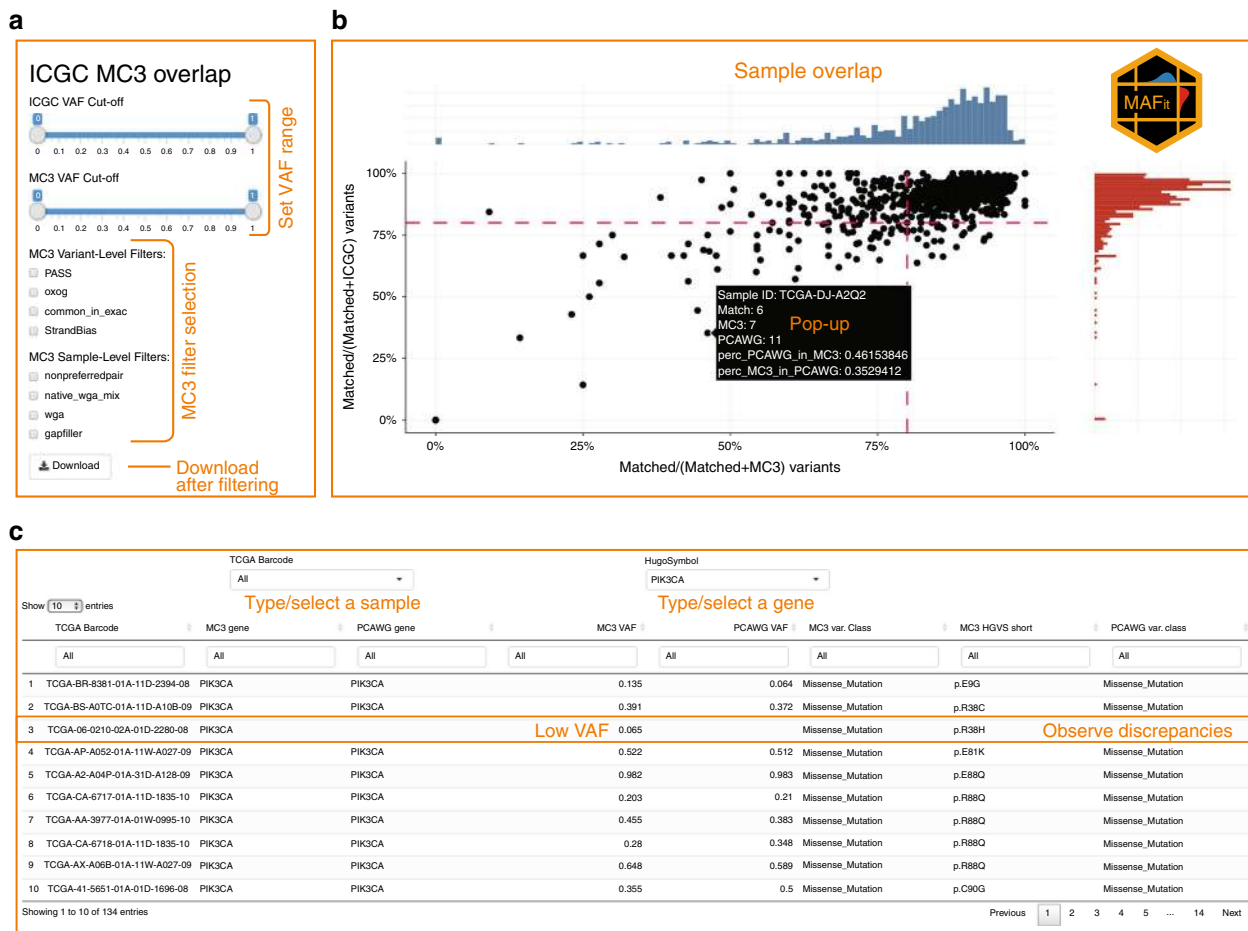 a
ICGC MC3 overlap
ICGC VAF Cut-off
0 1
0 0.1 0.2 0.3 0.4 0.5 0.6 0.7 0.8 0.9 1
MC3 VAF Cut-off
0 1
0 0.1 0.2 0.3 0.4 0.5 0.6 0.7 0.8 0.9 1
Set VAF range
MC3 Variant-Level Filters:
PASS
oxog
common_in_exac
StrandBias
MC3 Sample-Level Filters:
nonpreferredpair
native_wga_mix
wga
gapfiller
MC3 filter selection
Download
Download
after filtering
b
Sample overlap
MAFit
Matched/(Matched+ICGC) variants
100%
75%
50%
25%
0%
Sample ID: TCGA-DJ-A2Q2
Match: 6
MC3: 7
PCAWG: 11
perc_PCAWG_in_MC3: 0.46153846
perc_MC3_in_PCAWG: 0.3529412
Pop-up
0% 25% 50% 75% 100%
Matched/(Matched+MC3) variants
c
TCGA Barcode HugoSymbol
All PIK3CA
Show 10 entries
Type/select a sample Type/select a gene
TCGA Barcode MC3 gene PCAWG gene MC3 VAF PCAWG VAF MC3 var. Class MC3 HGVS short PCAWG var. class
All All All All All All All All
1 TCGA-BR-8381-01A-11D-2394-08 PIK3CA PIK3CA 0.135 0.064 Missense_Mutation p.E9G Missense_Mutation
2 TCGA-BS-A0TC-01A-11D-A10B-09 PIK3CA PIK3CA 0.391 0.372 Missense_Mutation p.R38C Missense_Mutation
3 TCGA-06-0210-02A-01D-2280-08 PIK3CA Low VAF 0.065 Missense_Mutation p.R38H Observe discrepancies
4 TCGA-AP-A052-01A-11W-A027-09 PIK3CA PIK3CA 0.522 0.512 Missense_Mutation p.E81K Missense_Mutation
5 TCGA-A2-A04P-01A-31D-A128-09 PIK3CA PIK3CA 0.982 0.983 Missense_Mutation p.E88Q Missense_Mutation
6 TCGA-CA-6717-01A-11D-1835-10 PIK3CA PIK3CA 0.203 0.21 Missense_Mutation p.R88Q Missense_Mutation
7 TCGA-AA-3977-01A-01W-0995-10 PIK3CA PIK3CA 0.455 0.383 Missense_Mutation p.R88Q Missense_Mutation
8 TCGA-CA-6718-01A-11D-1835-10 PIK3CA PIK3CA 0.28 0.348 Missense_Mutation p.R88Q Missense_Mutation
9 TCGA-AX-A06B-01A-11W-A027-09 PIK3CA PIK3CA 0.648 0.589 Missense_Mutation p.R88Q Missense_Mutation
10 TCGA-41-5651-01A-01D-1696-08 PIK3CA PIK3CA 0.355 0.5 Missense_Mutation p.C90G Missense_Mutation
Showing 1 to 10 of 134 entries
Previous 1 2 3 4 5 ... 14 Next